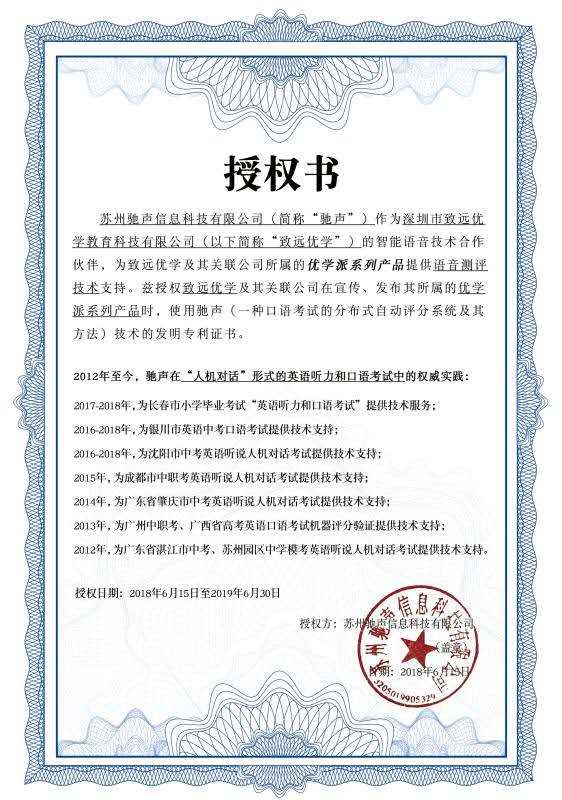 授权书
苏州驰声信息科技有限公司（简称“驰声”）作为深圳市致远优
学教育科技有限公司（以下简称“致远优学”）的智能语音技术合作
伙伴，为致远优学及其关联公司所属的优学派系列产品提供语音测评
技术支持。兹授权致远优学及其关联公司在宣传、发布其所属的优学
派系列产品时，使用驰声（一种口语考试的分布式自动评分系统及其
方法）技术的发明专利证书。
2012年至今，驰声在“人机对话”形式的英语听力和口语考试中的权威实践：
2017-2018年，为长春市小学毕业考试“英语听力和口语考试”提供技术服务；
2016-2018年，为银川市英语中考口语考试提供技术支持；
2016-2018年，为沈阳市中考英语听说人机对话考试提供技术支持；
2015年，为成都市中职考英语听说人机对话考试提供技术支持；
2014年，为广东省肇庆市中考英语听说人机对话考试提供技术支持；
2013年，为广州中职考、广西省高考英语口语考试机器评分验证提供技术支持；
2012年，为广东省湛江市中考、苏州园区中学模考英语听说人机对话考试提供技术支持。
授权日期：2018年6月15日至2019年6月30日
授权方：苏州驰声信息科技有限公司
（盖章）
日期：2018年6月15日
苏州驰声信息科技有限公司
3205019905329